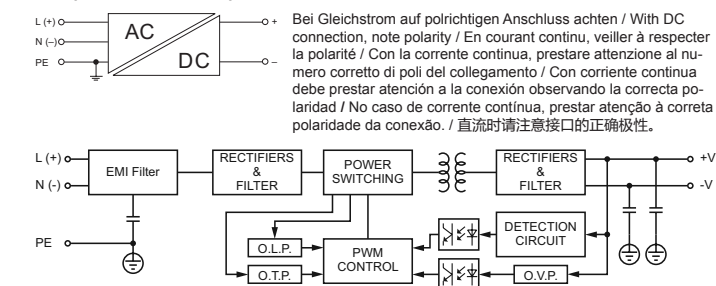 L (+)
N (–)
PE
AC
DC
+
–
Bei Gleichstrom auf polrichtigen Anschluss achten / With DC
connection, note polarity / En courant continu, veiller à respecter
la polarité / Con la corrente continua, prestare attenzione al nu-
mero corretto di poli del collegamento / Con corriente continua
debe prestar atención a la conexión observando la correcta po-
laridad / No caso de corrente contínua, prestar atenção à correta
polaridade da conexão. / 直流时请注意接口的正确极性。
L (+)
N (-)
PE
EMI Filter
RECTIFIERS
&
FILTER
POWER
SWITCHING
RECTIFIERS
&
FILTER
+V
-V
O.L.P.
O.T.P.
PWM
CONTROL
DETECTION
CIRCUIT
O.V.P.